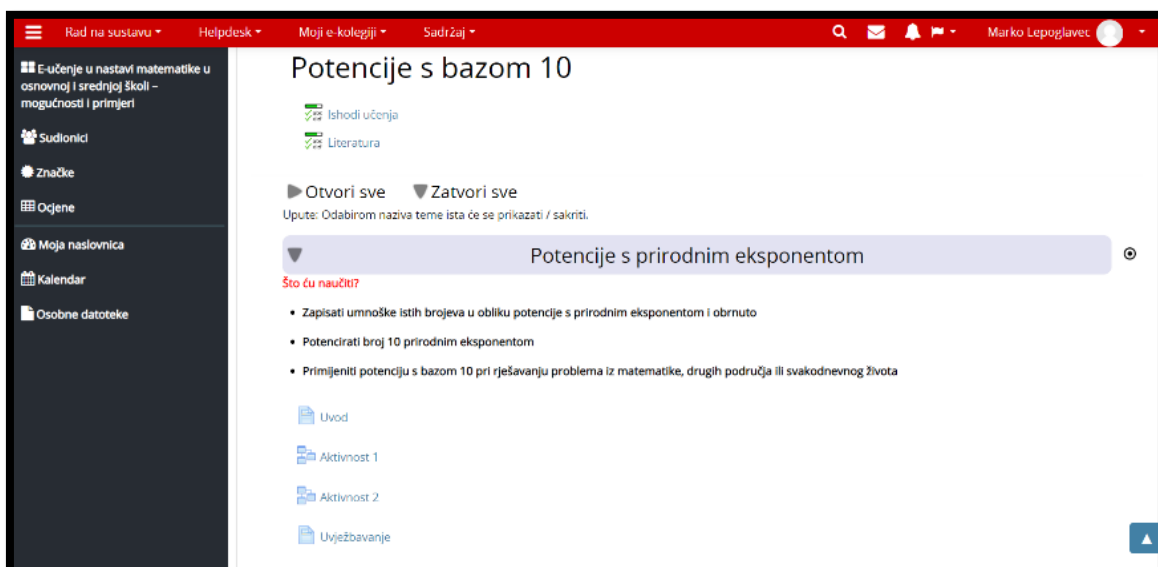 Rad na sustavu
Helpdesk
Moji e-kolegiji
Sadržaj
Marko Lepoglavec
E-učenje u nastavi matematike u
osnovnoj i srednjoj školi –
mogućnosti i primjeri
Sudionici
Značke
Ocjene
Moja naslovnica
Kalendar
Osobne datoteke
Potencije s bazom 10
Ishodi učenja
Literatura
Otvori sve
Zatvori sve
Upute: Odabirom naziva teme ista će se prikazati / sakriti.
Potencije s prirodnim eksponentom
Što ću naučiti?
• Zapisati umnoške istih brojeva u obliku potencije s prirodnim eksponentom i obrnuto
• Potencirati broj 10 prirodnim eksponentom
• Primijeniti potenciju s bazom 10 pri rješavanju problema iz matematike, drugih područja ili svakodnevnog života
Uvod
Aktivnost 1
Aktivnost 2
Uvježbavanje